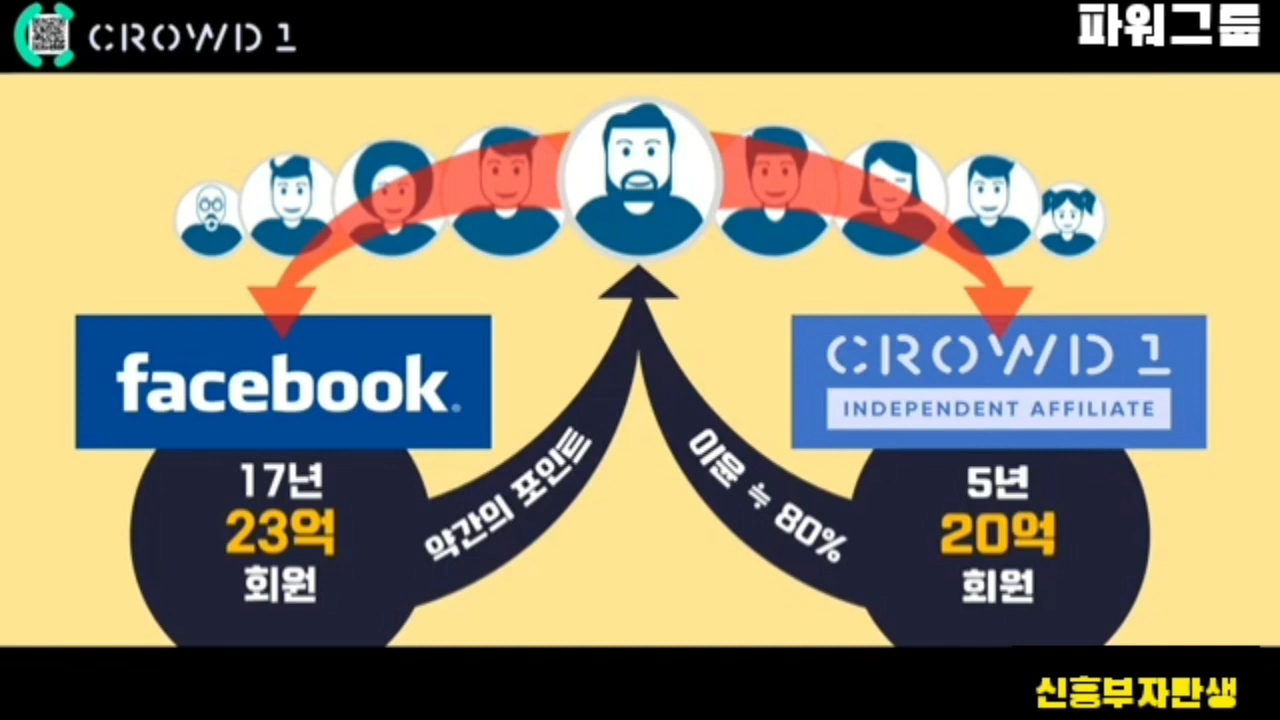 CROWD 1
파워그룹
facebook
CROWD 1
INDEPENDENT AFFILIATE
17년
23억
회원
약간의 포인트
이윤 ≒ 80%
5년
20억
회원
신흥부자탄생